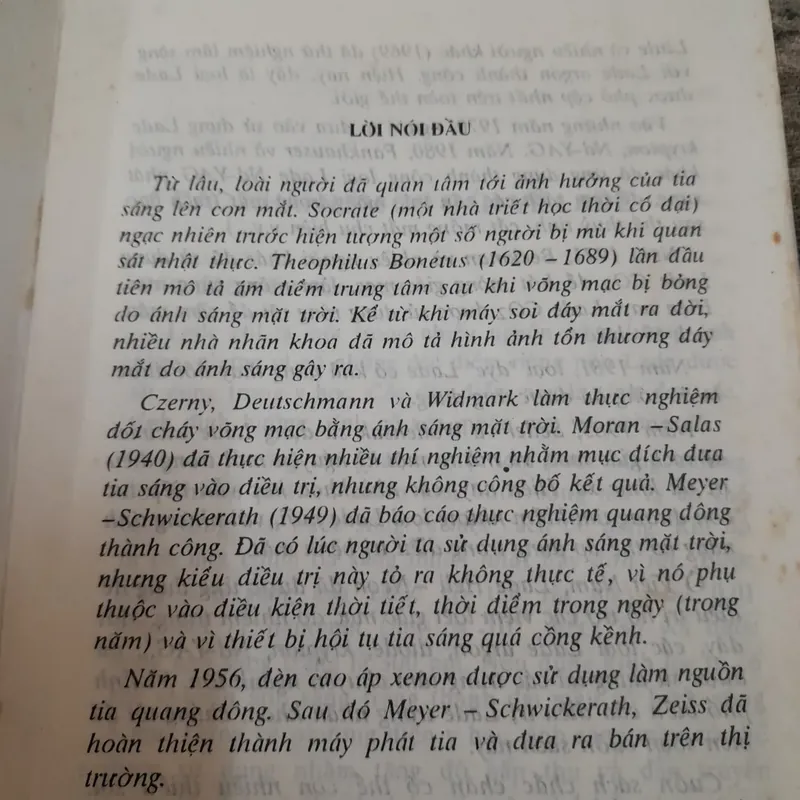 LỜI NÓI ĐẦU
Từ lâu, loài người đã quan tâm tới ảnh hưởng của tia
sáng lên con mắt. Socrate (một nhà triết học thời cổ đại)
ngạc nhiên trước hiện tượng một số người bị mù khi quan
sát nhật thực. Theophilus Bonetus (1620 – 1689) lần đầu
tiên mô tả ám điểm trung tâm sau khi võng mạc bị bỏng
do ánh sáng mặt trời. Kể từ khi máy soi đáy mắt ra đời,
nhiều nhà nhãn khoa đã mô tả hình ảnh tổn thương đáy
mắt do ánh sáng gây ra.
Czerny, Deutschmann và Widmark làm thực nghiệm
đốt cháy võng mạc bằng ánh sáng mặt trời. Moran –Salas
(1940) đã thực hiện nhiều thí nghiệm nhằm mục đích đưa
tia sáng vào điều trị, nhưng không công bố kết quả. Meyer
–Schwickerath (1949) đã báo cáo thực nghiệm quang đông
thành công. Đã có lúc người ta sử dụng ánh sáng mặt trời,
nhưng kiểu điều trị này tỏ ra không thực tế, vì nó phụ
thuộc vào điều kiện thời tiết, thời điểm trong ngày (trong
năm) và vì thiết bị hội tụ tia sáng quá cồng kềnh.
Năm 1956, đèn cao áp xenon được sử dụng làm nguồn
tia quang đông. Sau đó Meyer – Schwickerath, Zeiss đã
hoàn thiện thành máy phát tia và đưa ra bán trên thị
trường.